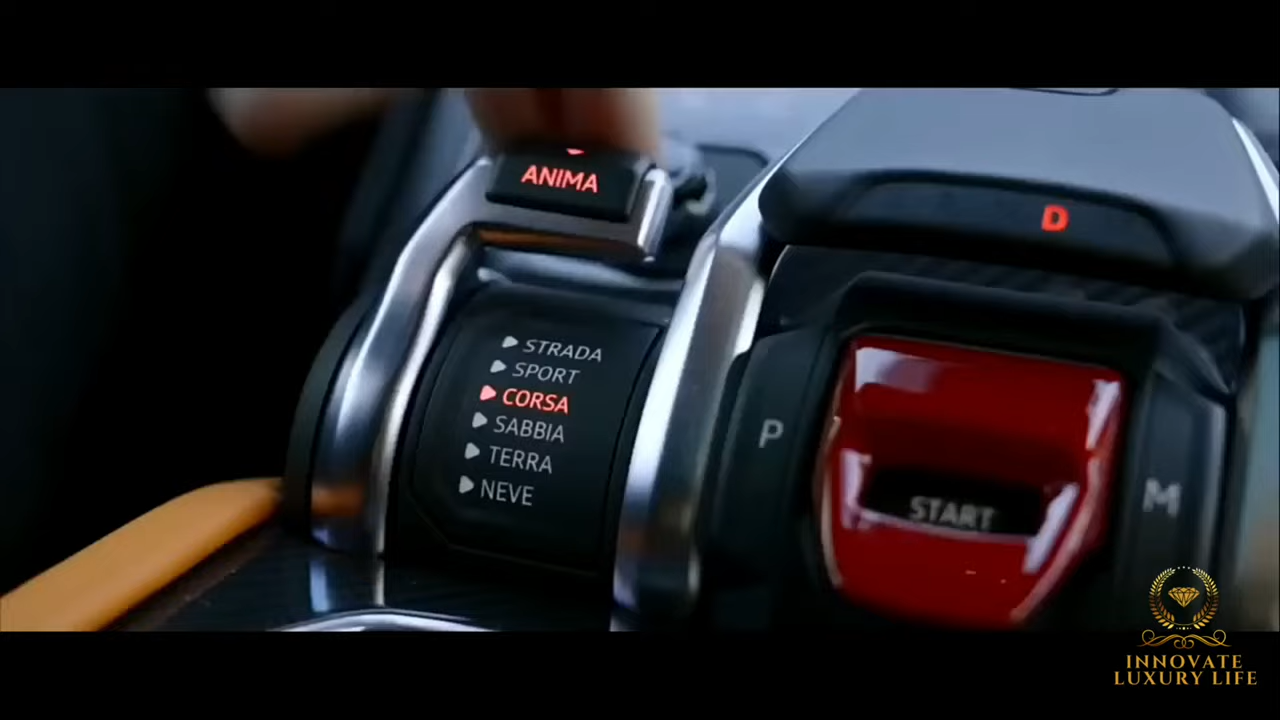 ANIMA
D
STRADA
SPORT
CORSA
SABBIA
TERRA
NEVE
P
START
M
INNOVATE
LUXURY LIFE